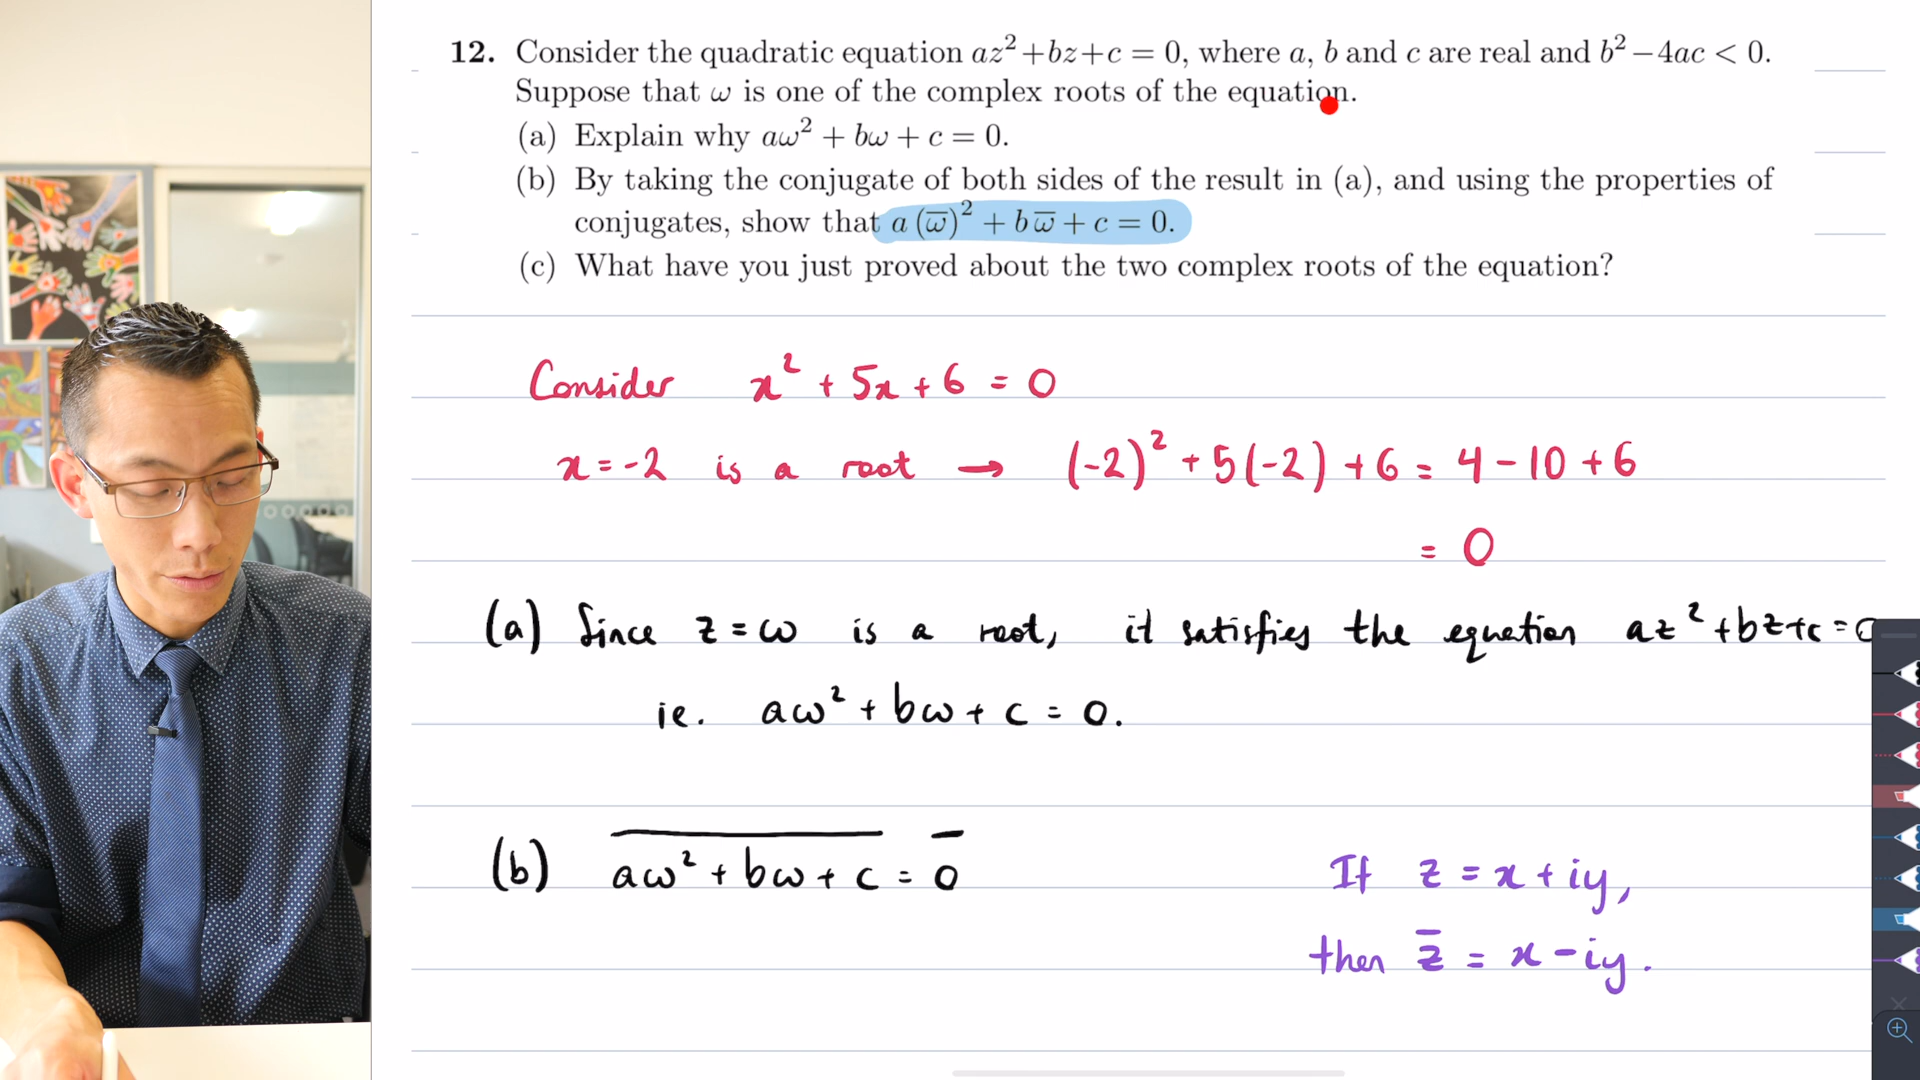 12. Consider the quadratic equation az²+bz+c = 0, where a, b and c are real and b²−4ac < 0.
Suppose that ω is one of the complex roots of the equation.
(a) Explain why aω² + bω + c = 0.
(b) By taking the conjugate of both sides of the result in (a), and using the properties of
conjugates, show that a (ω̅)² + b ω̅ + c = 0.
(c) What have you just proved about the two complex roots of the equation?
Consider x² + 5x + 6 = 0
x = -2 is a root → (-2)² + 5(-2) + 6 = 4 - 10 + 6
= 0
(a) Since z = ω is a root, it satisfies the equation az² + bz + c = 0
ie. aω² + bω + c = 0.
(b) a̅ω̅²̅ ̅+̅ ̅b̅ω̅ ̅+̅ ̅c̅ = 0̅
If z = x + iy,
then z̅ = x - iy.